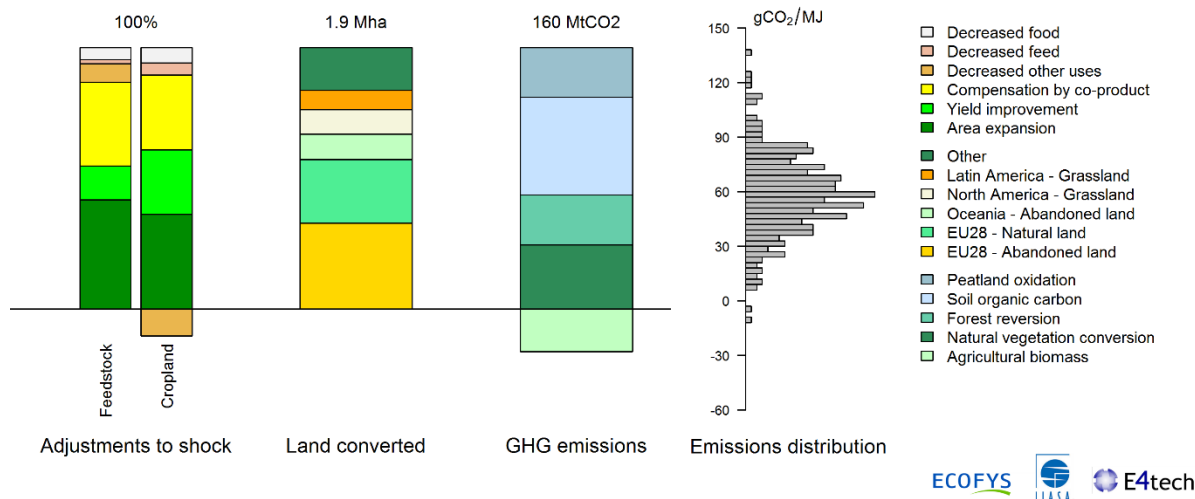 100%
1.9 Mha
160 MtCO2
gCO2/MJ
150
120
90
60
30
0
-30
-60
Feedstock
Cropland
Adjustments to shock
Land converted
GHG emissions
Emissions distribution
Decreased food
Decreased feed
Decreased other uses
Compensation by co-product
Yield improvement
Area expansion
Other
Latin America - Grassland
North America - Grassland
Oceania - Abandoned land
EU28 - Natural land
EU28 - Abandoned land
Peatland oxidation
Soil organic carbon
Forest reversion
Natural vegetation conversion
Agricultural biomass
ECOFYS
IIASA
E4tech